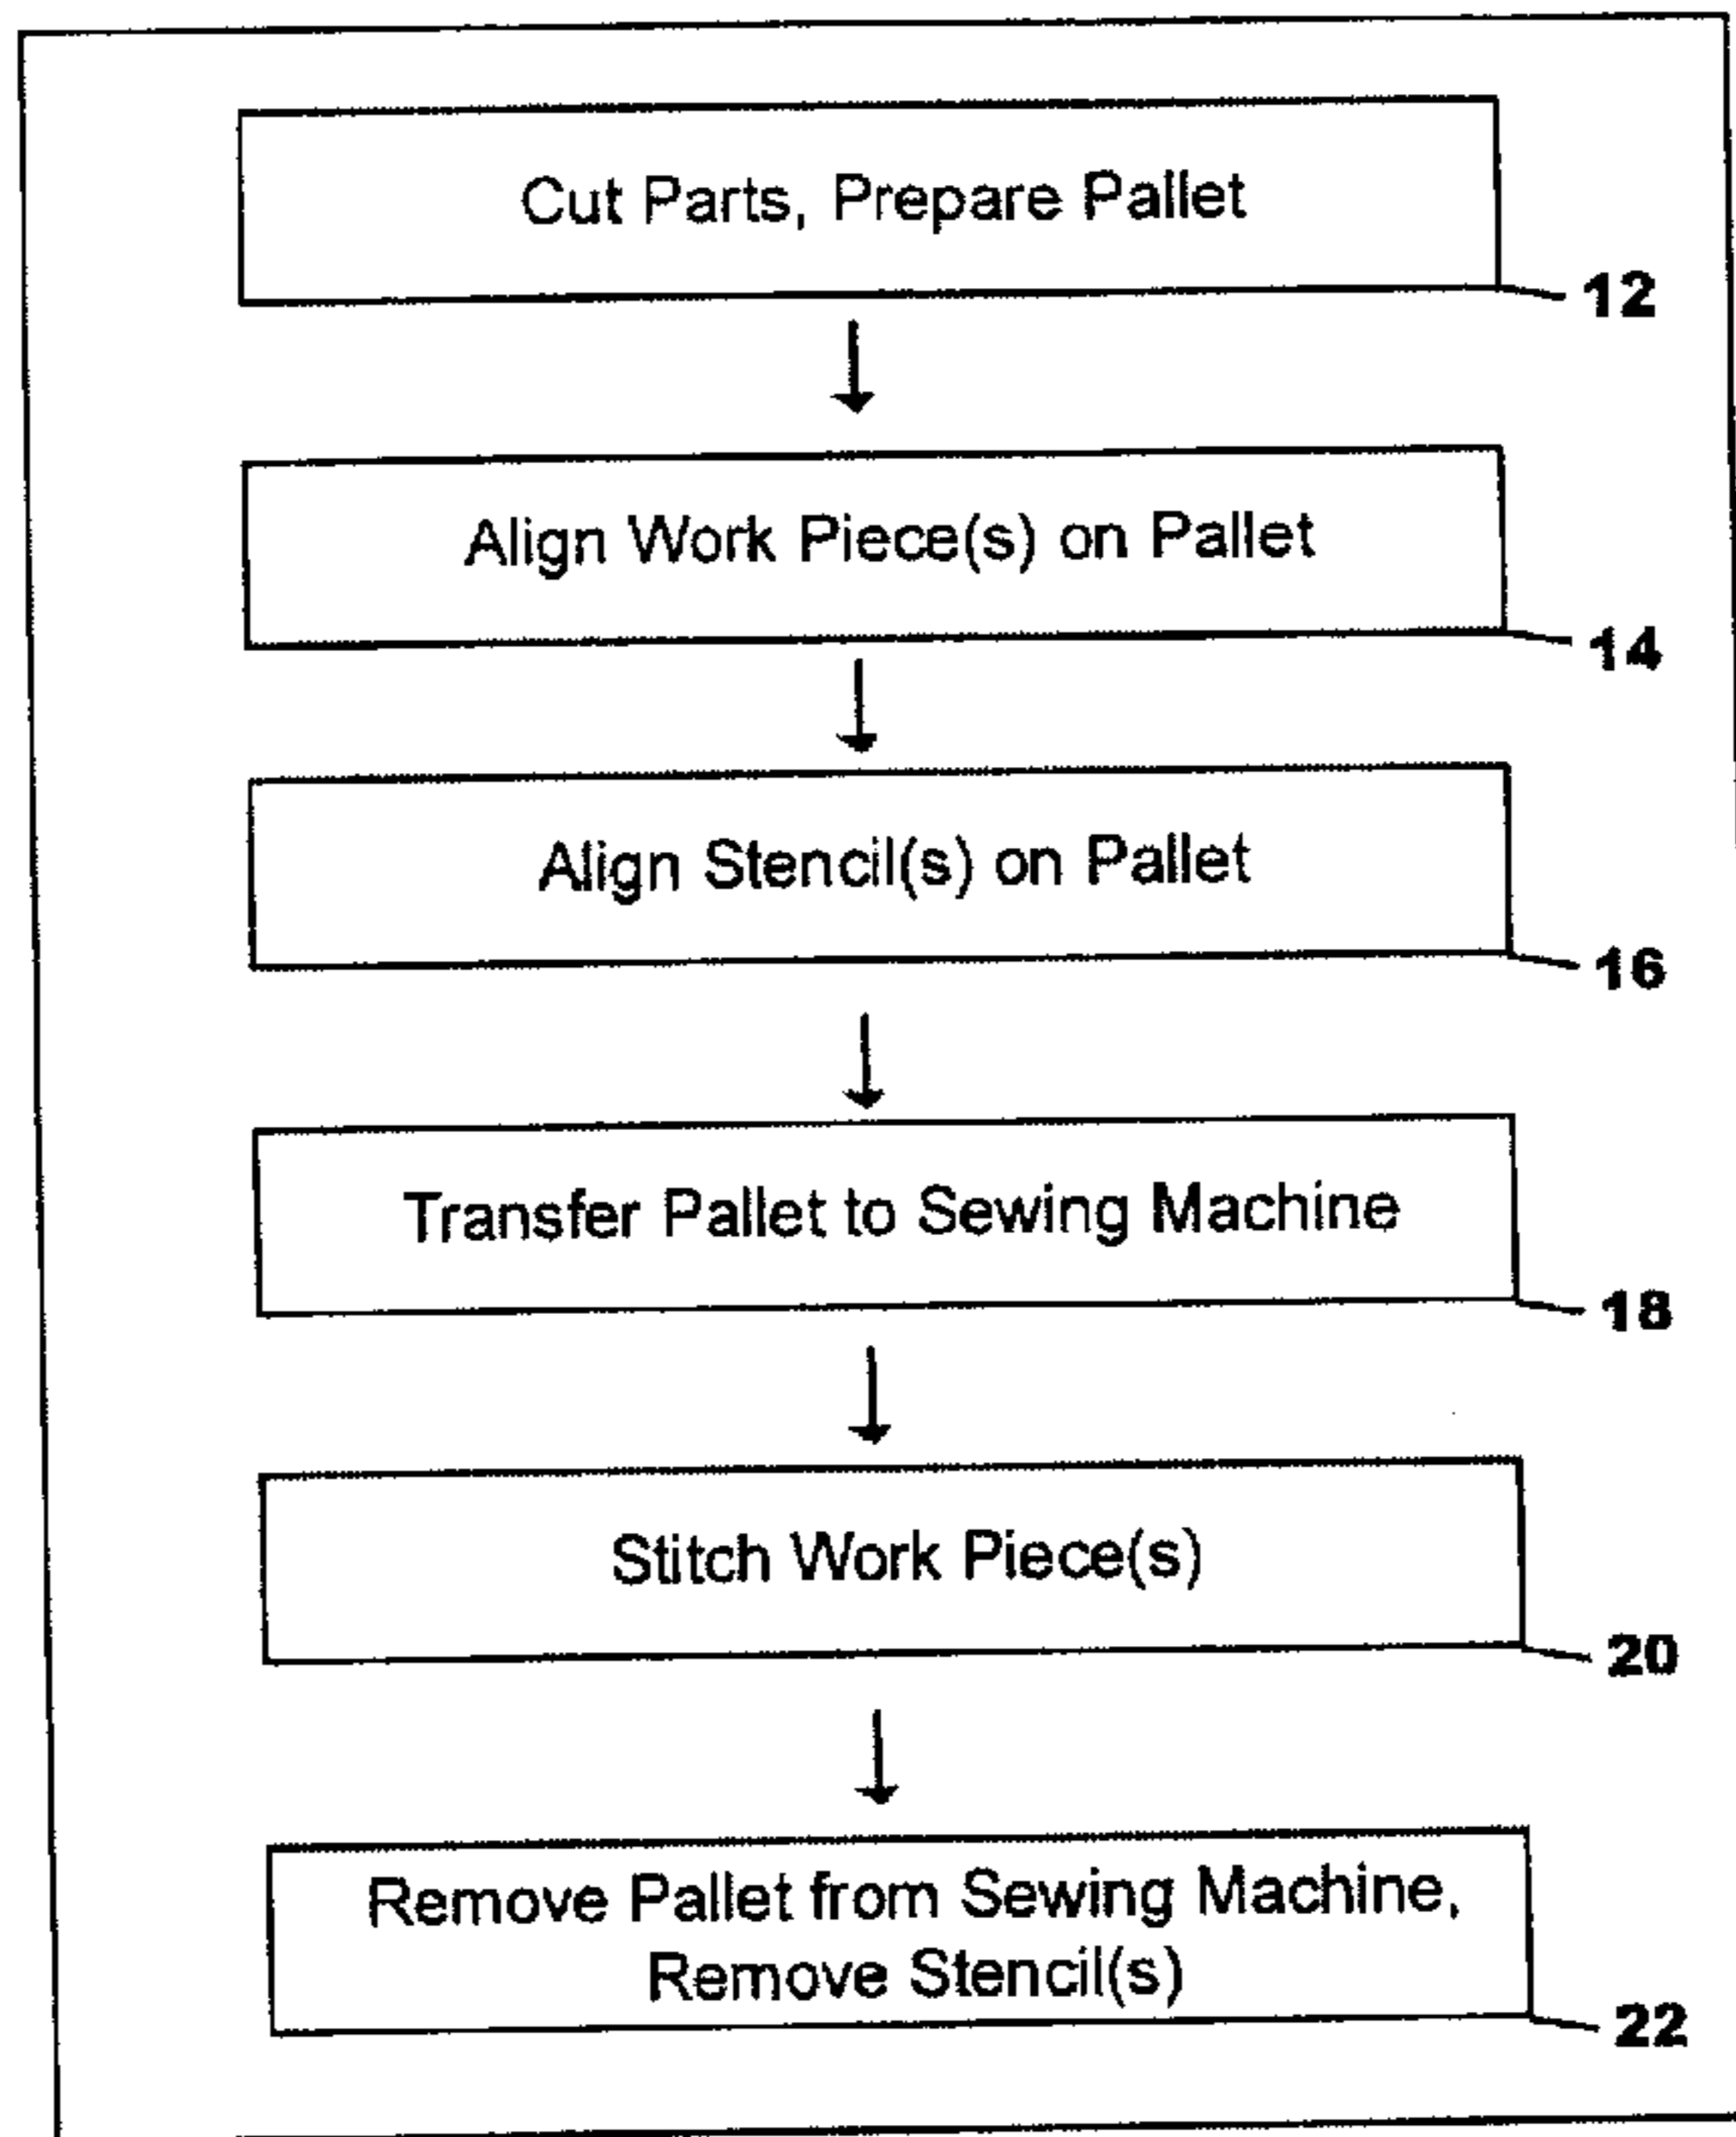 Cut Parts, Prepare Pallet
12
Align Work Piece(s) on Pallet
14
Align Stencil(s) on Pallet
16
Transfer Pallet to Sewing Machine
18
Stitch Work Piece(s)
20
Remove Pallet from Sewing Machine,
Remove Stencil(s)
22